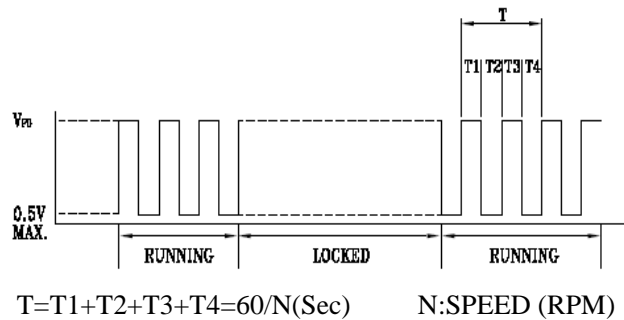 T
T1 T2 T3 T4
VPU
0.5V
MAX.
RUNNING LOCKED RUNNING
T=T1+T2+T3+T4=60/N(Sec) N:SPEED (RPM)